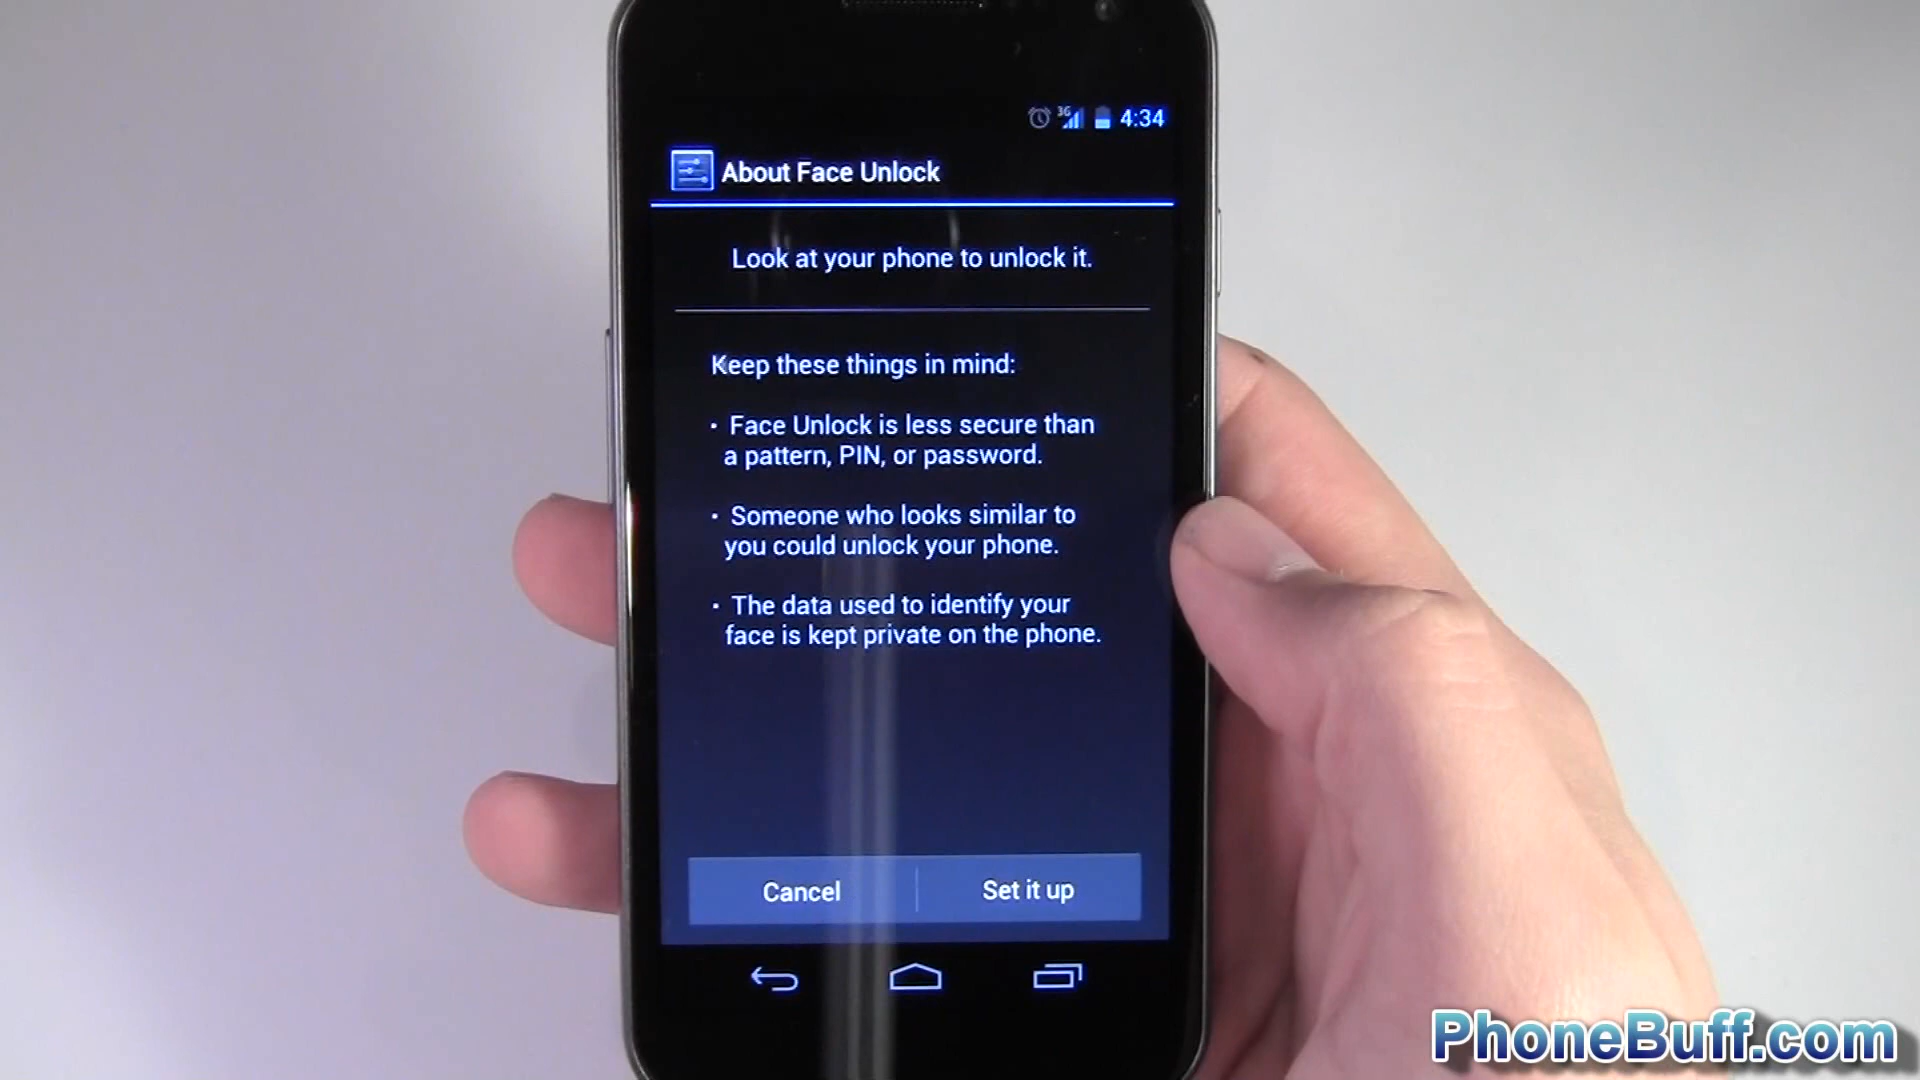 3G 4:34
About Face Unlock
Look at your phone to unlock it.
Keep these things in mind:
· Face Unlock is less secure than
a pattern, PIN, or password.
· Someone who looks similar to
you could unlock your phone.
· The data used to identify your
face is kept private on the phone.
Cancel Set it up
PhoneBuff.com